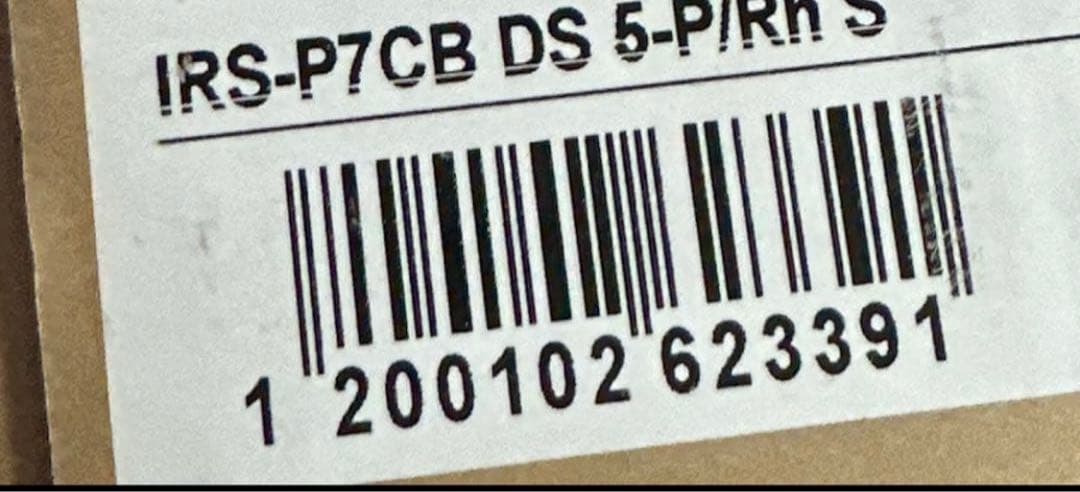 IRS-P7CB DS 5-P/Rh S
1 200102 623391